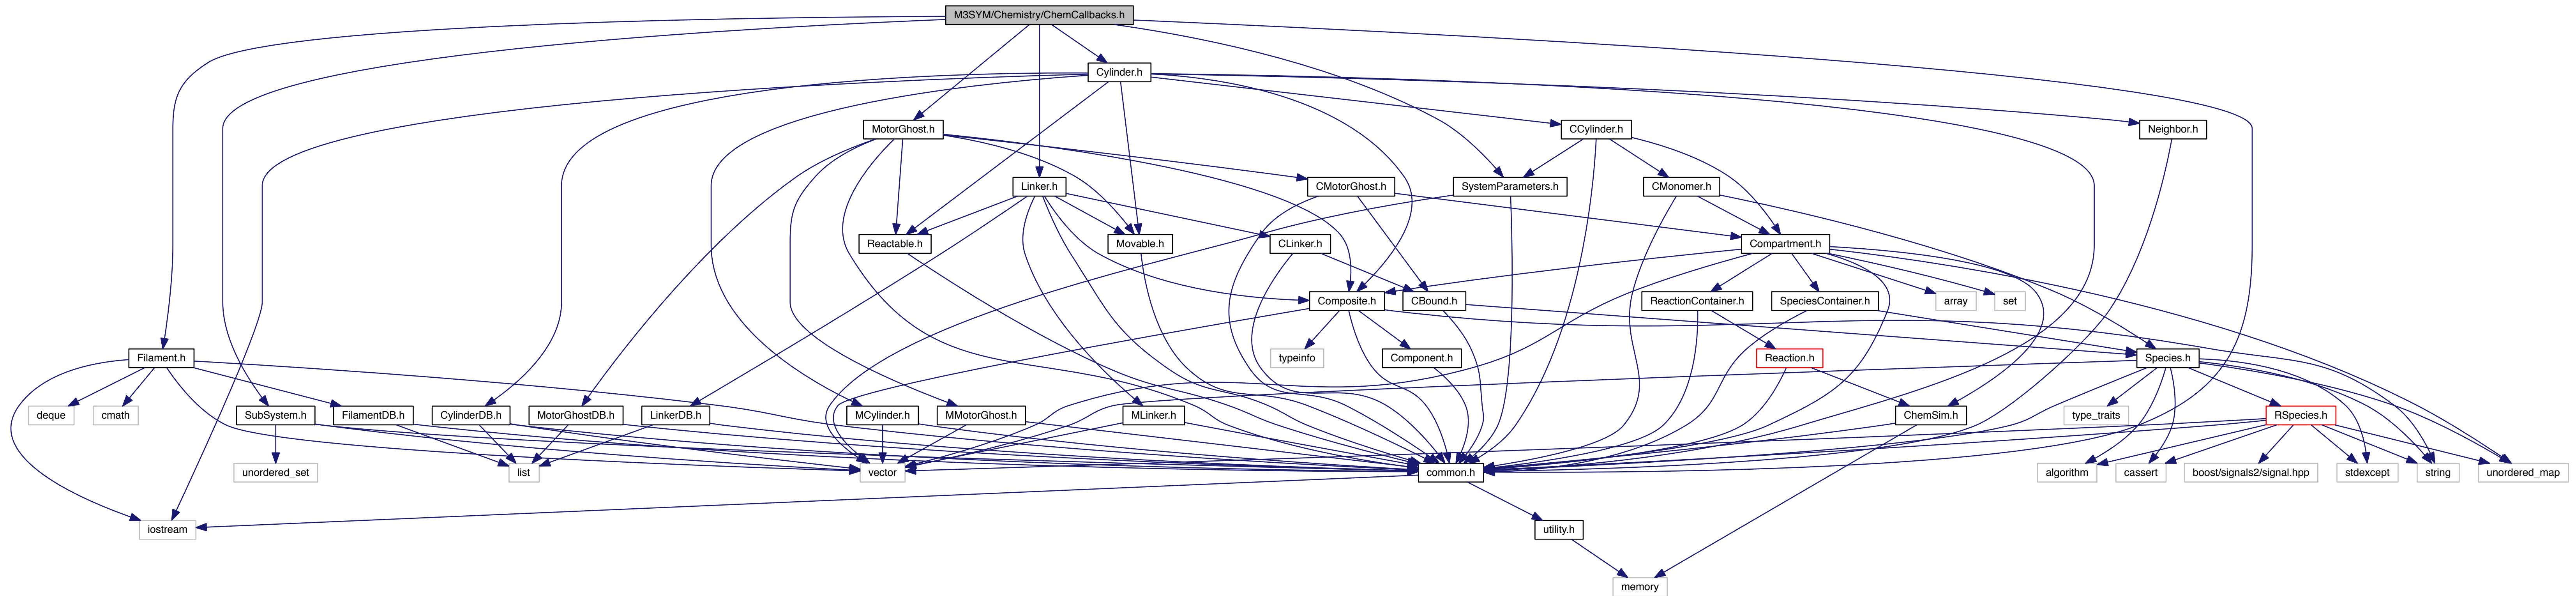 M3SYM/Chemistry/ChemCallbacks.h
Cylinder.h
MotorGhost.h
CCylinder.h
Neighbor.h
Linker.h
CMotorGhost.h
SystemParameters.h
CMonomer.h
Reactable.h
Movable.h
CLinker.h
Compartment.h
Composite.h
CBound.h
ReactionContainer.h
SpeciesContainer.h
array
set
Filament.h
typeinfo
Component.h
Reaction.h
Species.h
deque
cmath
SubSystem.h
FilamentDB.h
CylinderDB.h
MotorGhostDB.h
LinkerDB.h
MCylinder.h
MMotorGhost.h
MLinker.h
ChemSim.h
type_traits
RSpecies.h
unordered_set
list
vector
common.h
algorithm
cassert
boost/signals2/signal.hpp
stdexcept
string
unordered_map
iostream
utility.h
memory